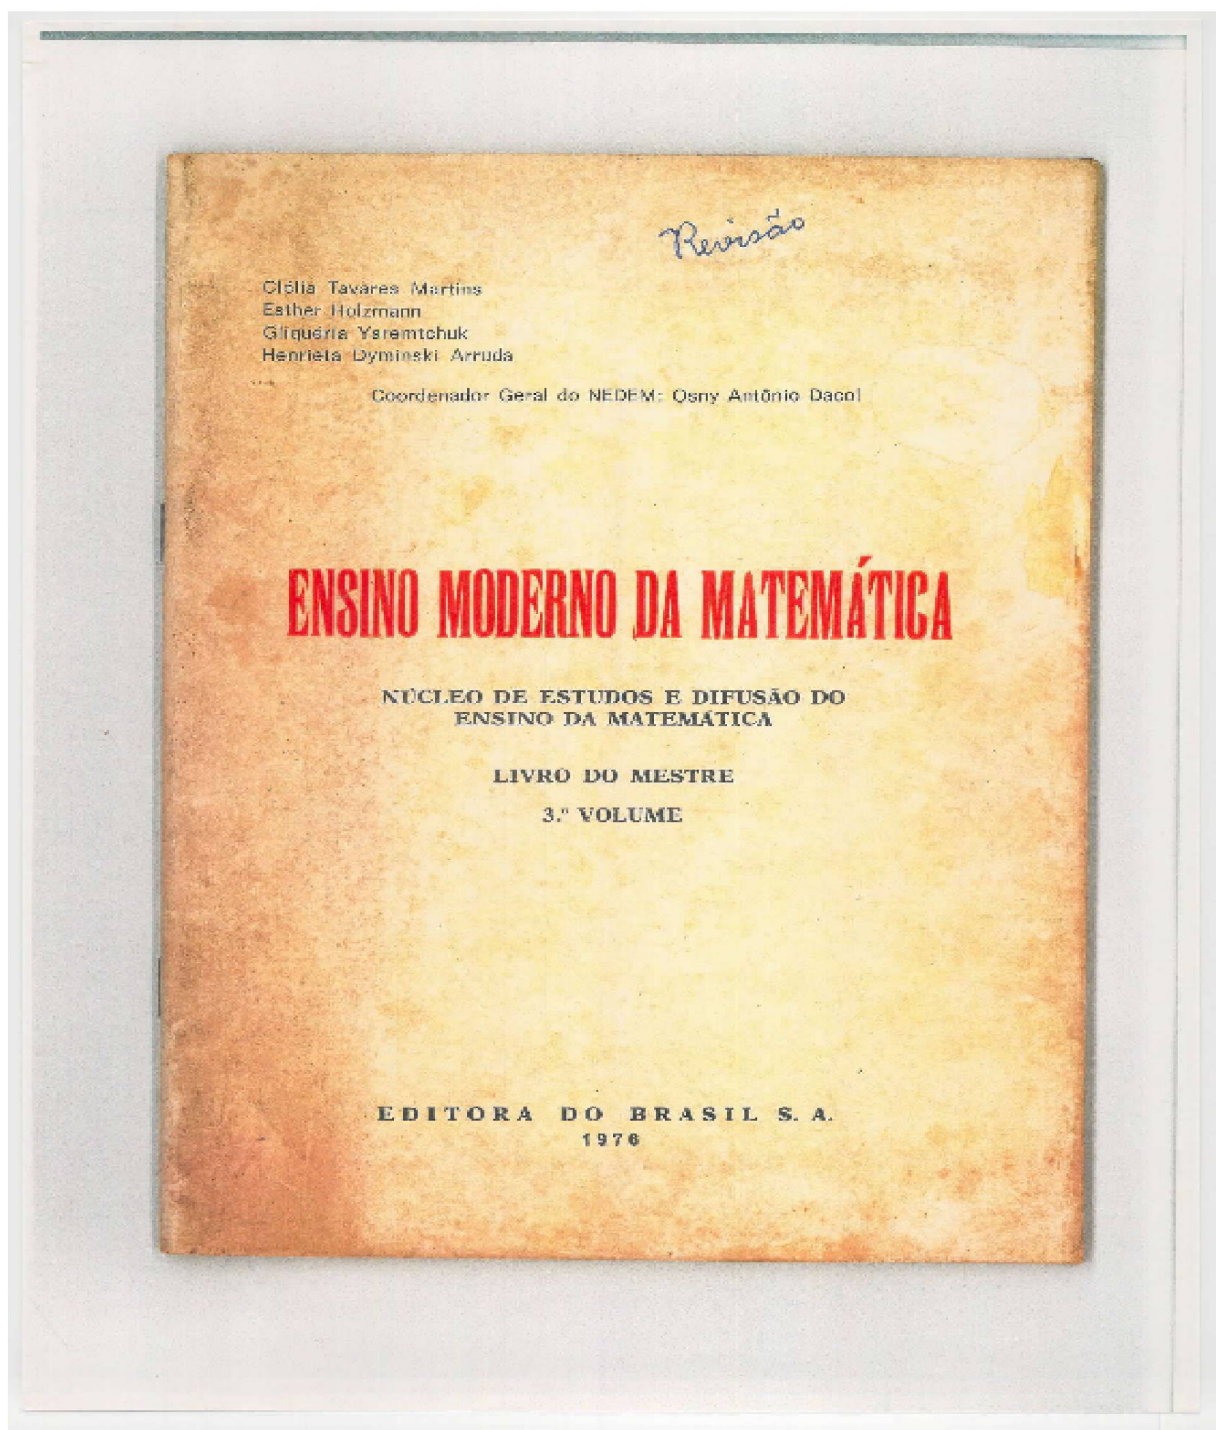 Revisão
Clélia Tavares Martins
Esther Holzmann
Gliquéria Yaremtchuk
Henrieta Dyminski Arruda
Coordenador Geral do NEDEM: Osny Antônio Dacol
ENSINO MODERNO DA MATEMÁTICA
NÚCLEO DE ESTUDOS E DIFUSÃO DO
ENSINO DA MATEMÁTICA
LIVRO DO MESTRE
3.º VOLUME
EDITORA DO BRASIL S. A.
1976